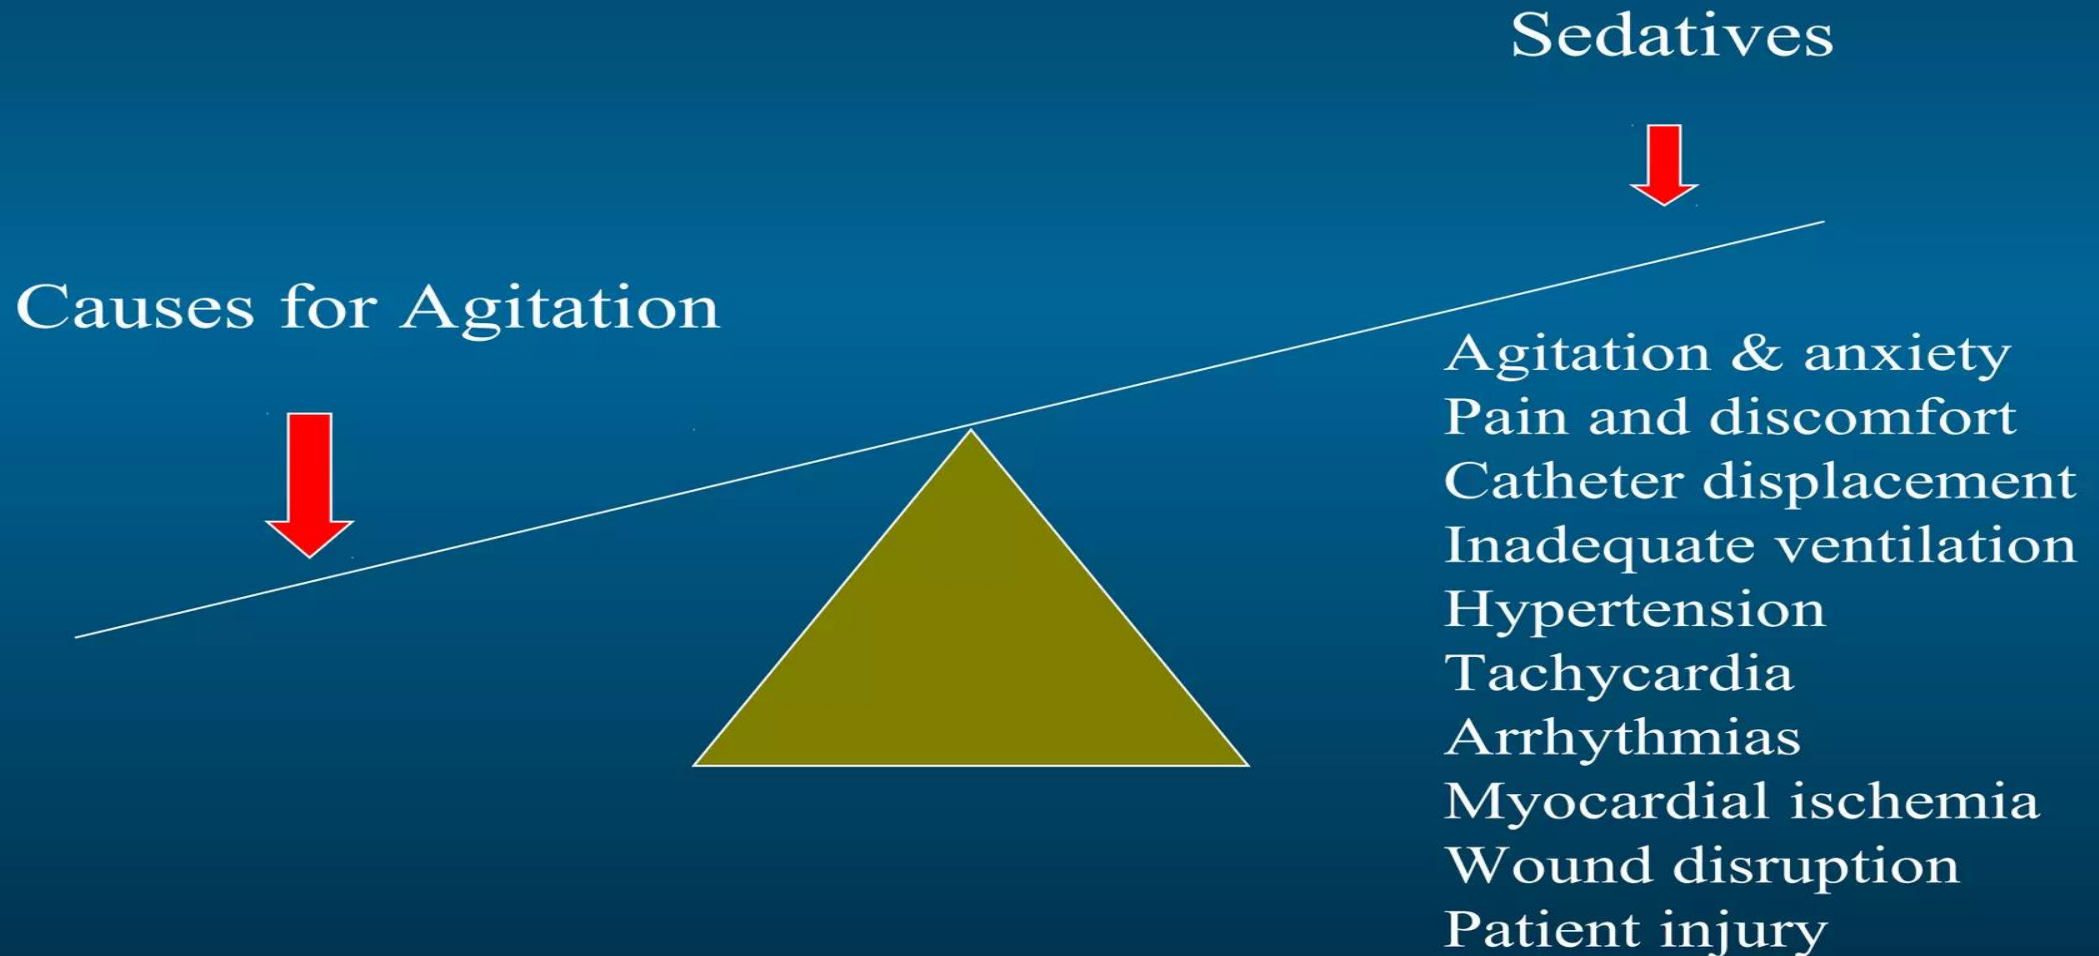 Sedatives
Causes for Agitation
Agitation & anxiety
Pain and discomfort
Catheter displacement
Inadequate ventilation
Hypertension
Tachycardia
Arrhythmias
Myocardial ischemia
Wound disruption
Patient injury